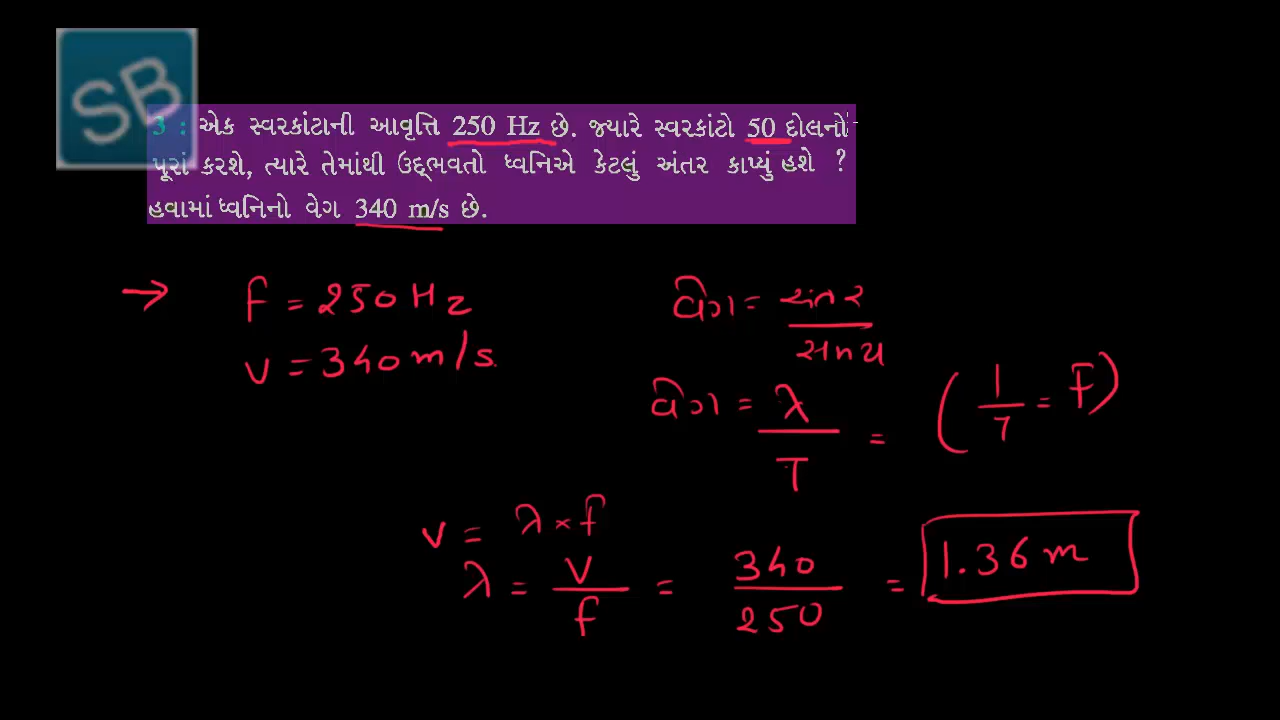 SB
3 : એક સ્વરકાંટાની આવૃત્તિ 250 Hz છે. જ્યારે સ્વરકાંટો 50 દોલનો
પૂરાં કરશે, ત્યારે તેમાંથી ઉદ્ભવતો ધ્વનિએ કેટલું અંતર કાપ્યું હશે ?
હવામાં ધ્વનિનો વેગ 340 m/s છે.
→ f = 250 Hz
v = 340 m/s.
વેગ = અંતર / સમય
વેગ = λ / T = ( 1 / T = F )
v = λ × f
λ = v / f = 340 / 250 = 1.36 m